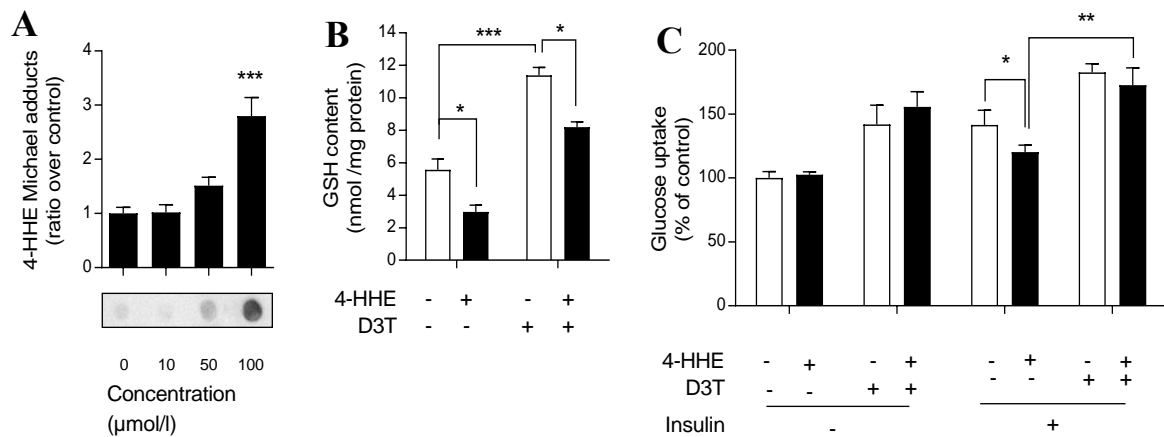 A
4-HHE Michael adducts
(ratio over control)
4
3
2
1
0
***
0 10 50 100
Concentration
(µmol/l)
B
GSH content
(nmol /mg protein)
14
12
10
8
6
4
2
0
***
*
*
4-HHE - + - +
D3T - - + +
C
Glucose uptake
(% of control)
200
150
100
50
0
*
**
4-HHE - + - + - + - +
D3T - - + + - - + +
Insulin - +